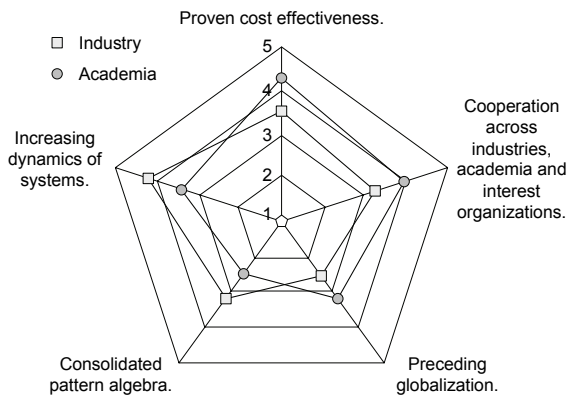 Proven cost effectiveness.
Industry
Academia
5
4
3
2
1
Cooperation
across
industries,
academia and
interest
organizations.
Increasing
dynamics of
systems.
Consolidated
pattern algebra.
Preceding
globalization.